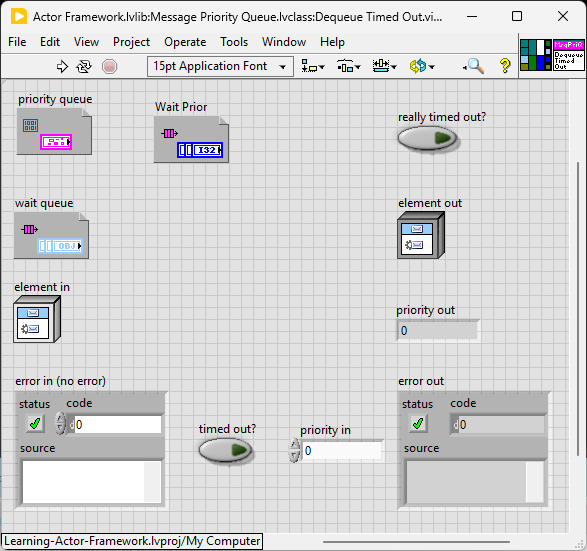 Actor Framework.lvlib:Message Priority Queue.lvclass:Dequeue Timed Out.vi...
File Edit View Project Operate Tools Window Help
15pt Application Font
MsgPriQ
Dequeue
Timed
Out
priority queue
Wait Prior
I32
really timed out?
wait queue
OBJ
element out
element in
priority out
0
error in (no error)
status code
d0
source
timed out?
priority in
0
error out
status code
d0
source
Learning-Actor-Framework.lvproj/My Computer